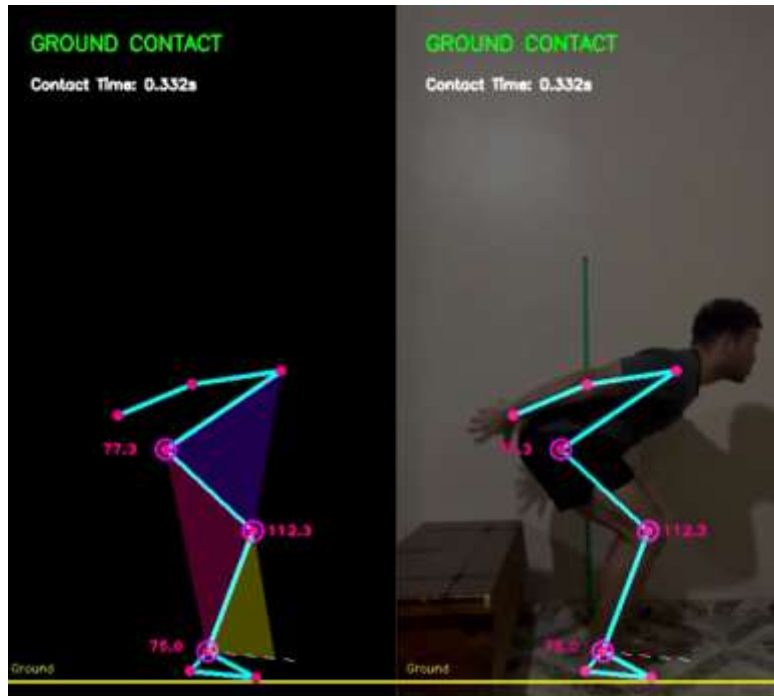 GROUND CONTACT
Contact Time: 0.332s
77.3
112.3
75.0
Ground
GROUND CONTACT
Contact Time: 0.332s
112.3
75.0
Ground